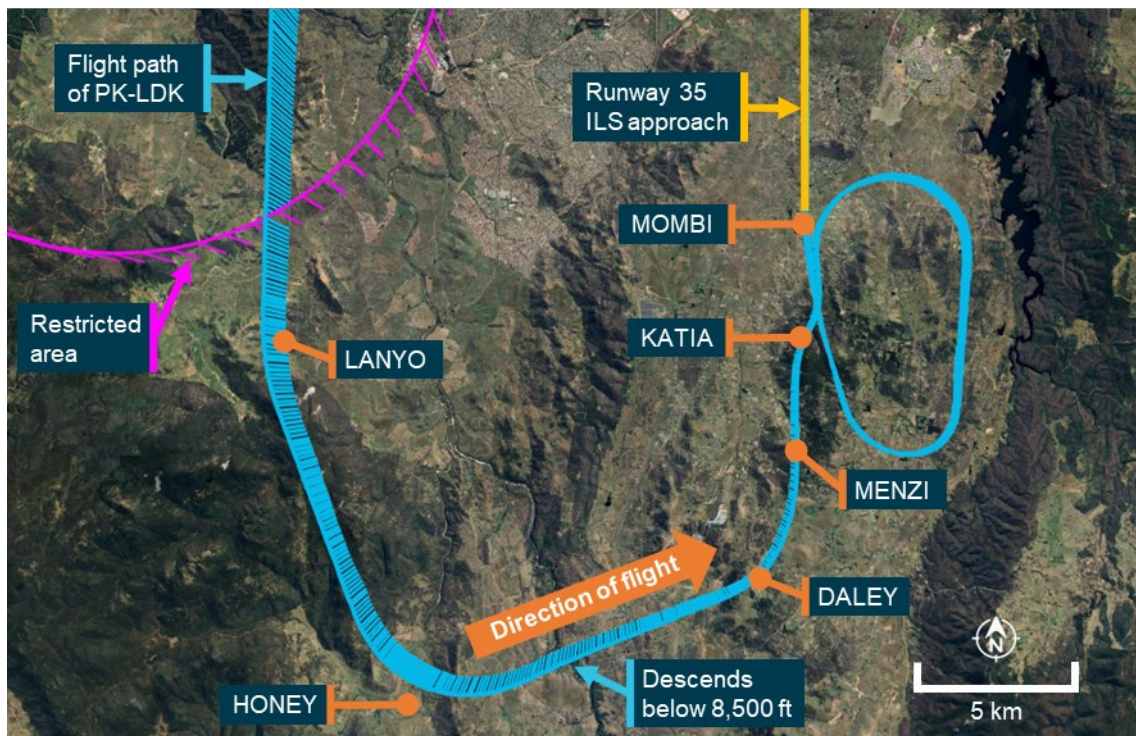 Flight path
of PK-LDK
Runway 35
ILS approach
MOMBI
Restricted
area
LANYO
KATIA
MENZI
Direction of flight
DALEY
HONEY
Descends
below 8,500 ft
N
5 km